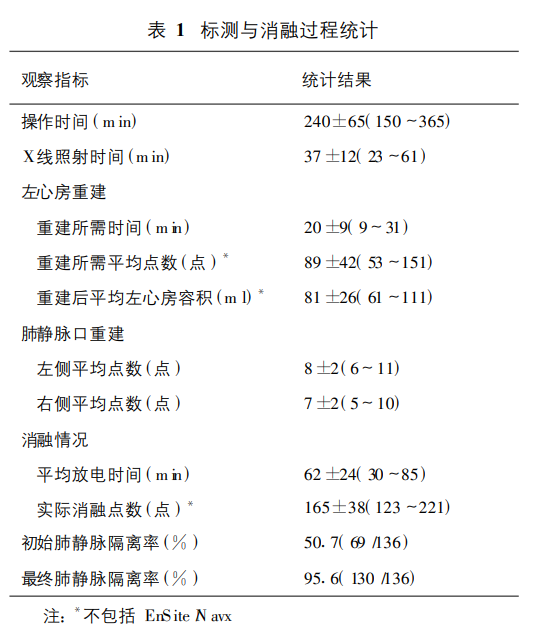 表 1 标测与消融过程统计
观察指标 统计结果
操作时间(min) 240±65(150~365)
X线照射时间(min) 37±12(23~61)
左心房重建
重建所需时间(min) 20±9(9~31)
重建所需平均点数(点)* 89±42(53~151)
重建后平均左心房容积(ml)* 81±26(61~111)
肺静脉口重建
左侧平均点数(点) 8±2(6~11)
右侧平均点数(点) 7±2(5~10)
消融情况
平均放电时间(min) 62±24(30~85)
实际消融点数(点)* 165±38(123~221)
初始肺静脉隔离率(%) 50.7(69/136)
最终肺静脉隔离率(%) 95.6(130/136)
注:*不包括 EnSite Navx